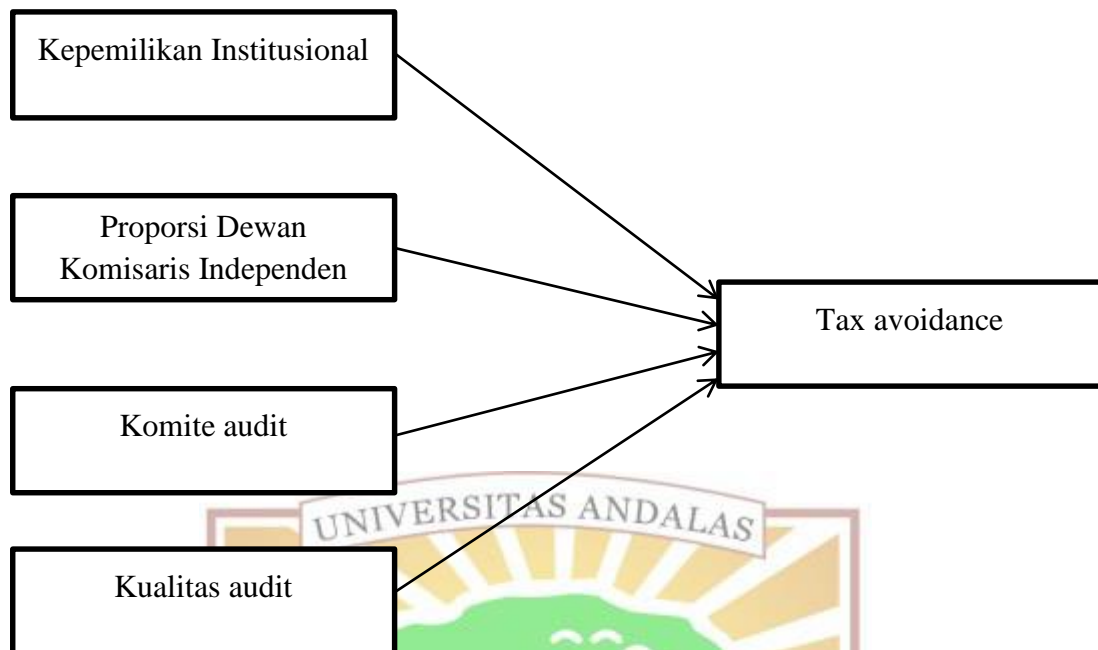 Kepemilikan Institusional
Proporsi Dewan
Komisaris Independen
Tax avoidance
Komite audit
UNIVERSITAS ANDALAS
Kualitas audit